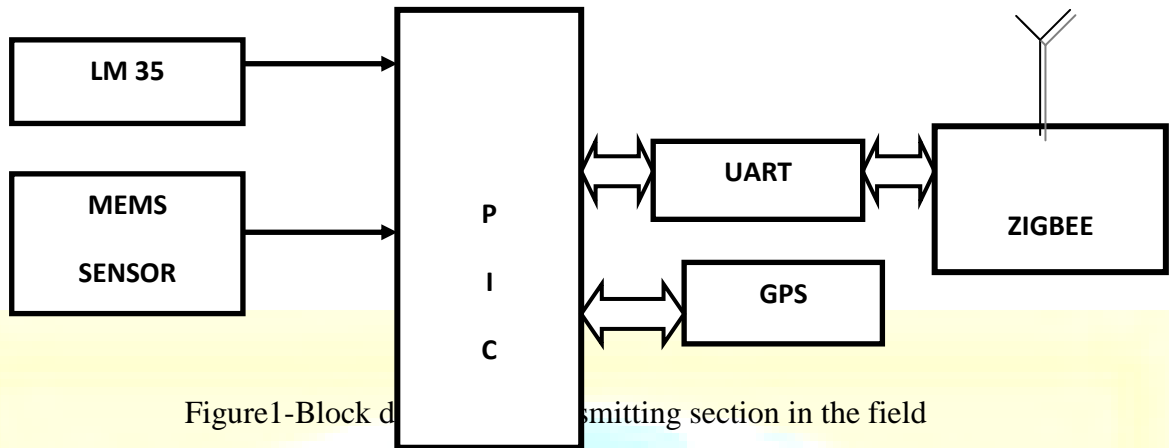 LM 35
MEMS
SENSOR
P
I
C
UART
ZIGBEE
GPS
Figure1-Block d smitting section in the field